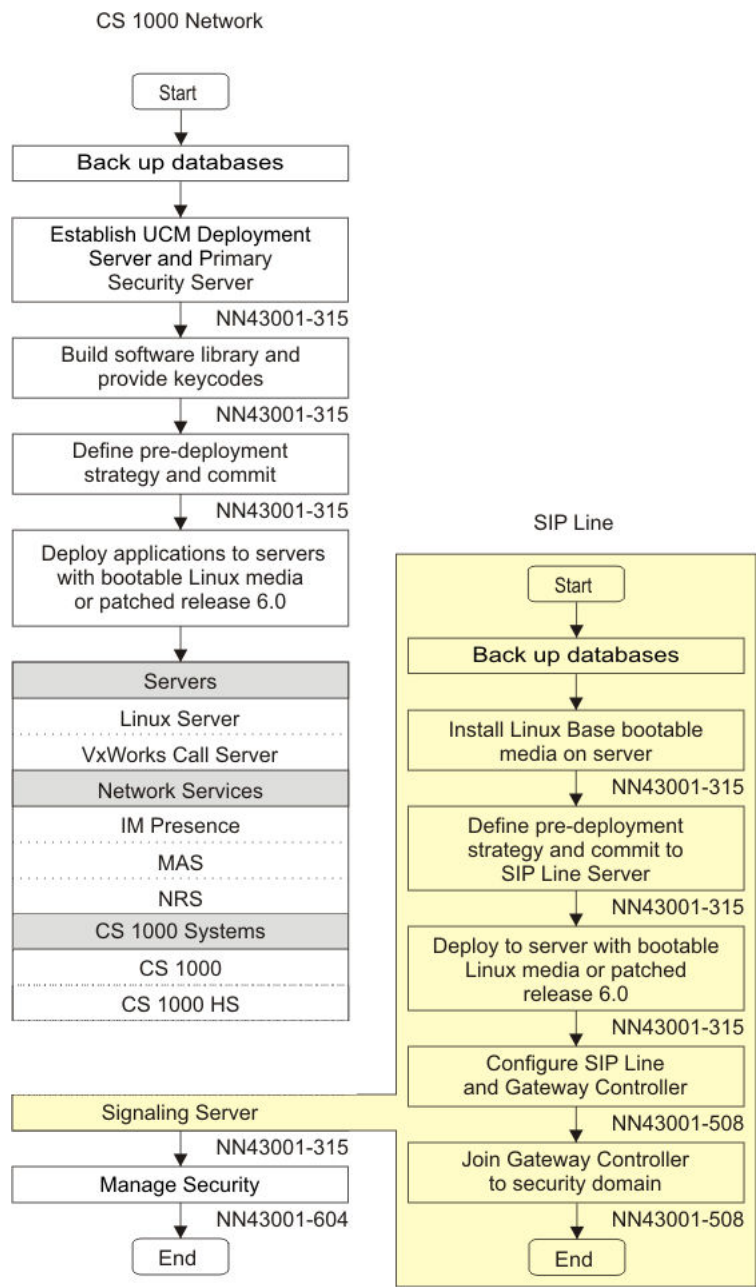 CS 1000 Network
Start
Back up databases
Establish UCM Deployment
Server and Primary
Security Server
NN43001-315
Build software library and
provide keycodes
NN43001-315
Define pre-deployment
strategy and commit
NN43001-315
Deploy applications to servers
with bootable Linux media
or patched release 6.0
Servers
Linux Server
VxWorks Call Server
Network Services
IM Presence
MAS
NRS
CS 1000 Systems
CS 1000
CS 1000 HS
Signaling Server
NN43001-315
Manage Security
NN43001-604
End
SIP Line
Start
Back up databases
Install Linux Base bootable
media on server
NN43001-315
Define pre-deployment
strategy and commit to
SIP Line Server
NN43001-315
Deploy to server with bootable
Linux media or patched
release 6.0
NN43001-315
Configure SIP Line
and Gateway Controller
NN43001-508
Join Gateway Controller
to security domain
NN43001-508
End